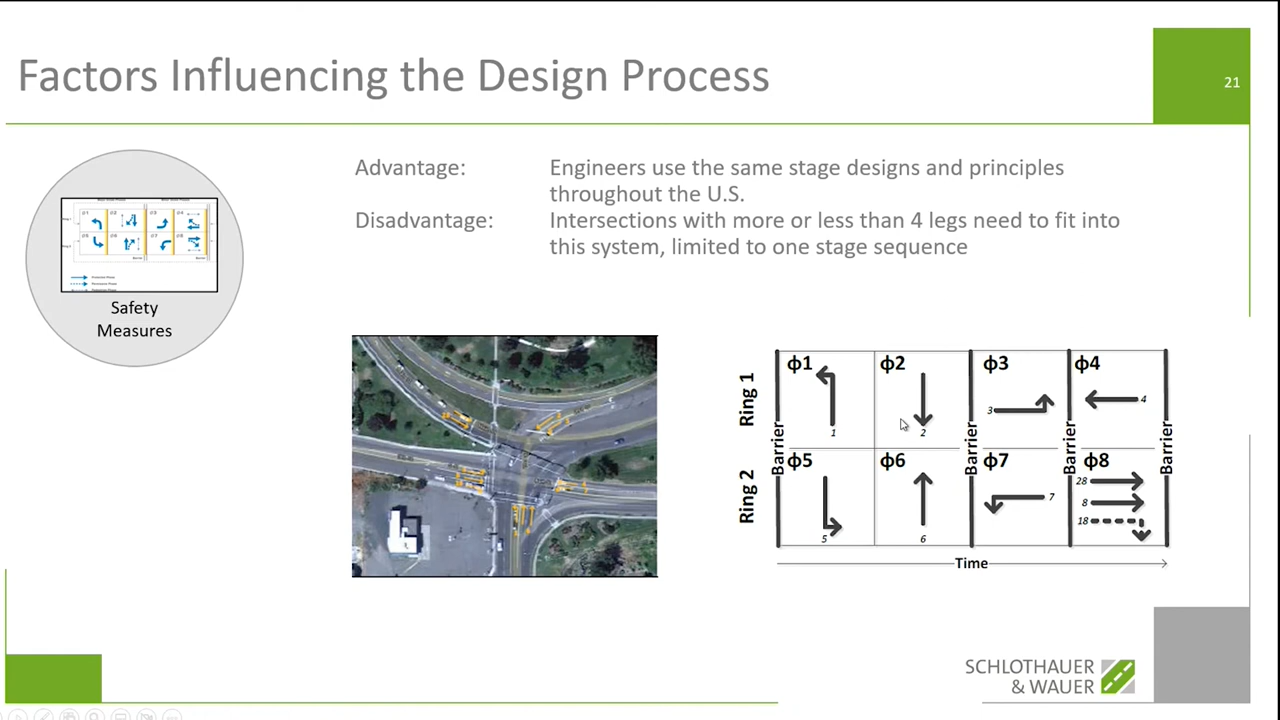 Factors Influencing the Design Process
21
Advantage: Engineers use the same stage designs and principles
throughout the U.S.
Disadvantage: Intersections with more or less than 4 legs need to fit into
this system, limited to one stage sequence
Safety
Measures
Ring 1
Ring 2
Barrier
Barrier
Barrier
Barrier
ϕ1
1
ϕ2
2
ϕ3
3
ϕ4
4
ϕ5
5
ϕ6
6
ϕ7
7
ϕ8
28
8
18
Time
SCHLOTHAUER
& WAUER